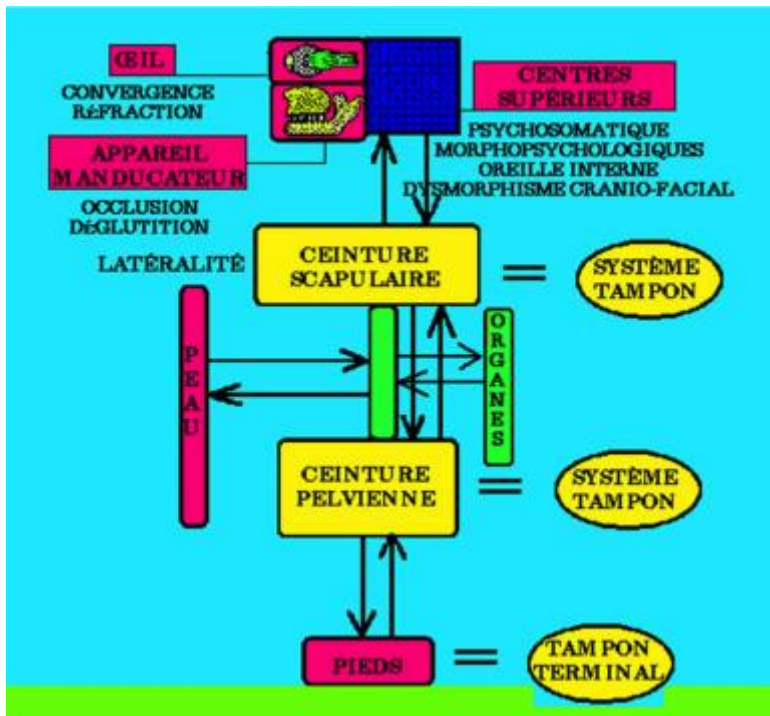 ŒIL
CONVERGENCE
RéFRACTION
APPAREIL
MANDUCATEUR
OCCLUSION
DéGLUTITION
LATÉRALITÉ
CENTRES
SUPÉRIEURS
PSYCHOSOMATIQUE
MORPHOPSYCHOLOGIQUES
OREILLE INTERNE
DYSMORPHISME CRANIO-FACIAL
CEINTURE
SCAPULAIRE
=
SYSTÈME
TAMPON
PEAU
ORGANES
CEINTURE
PELVIENNE
=
SYSTÈME
TAMPON
PIEDS
=
TAMPON
TERMINAL